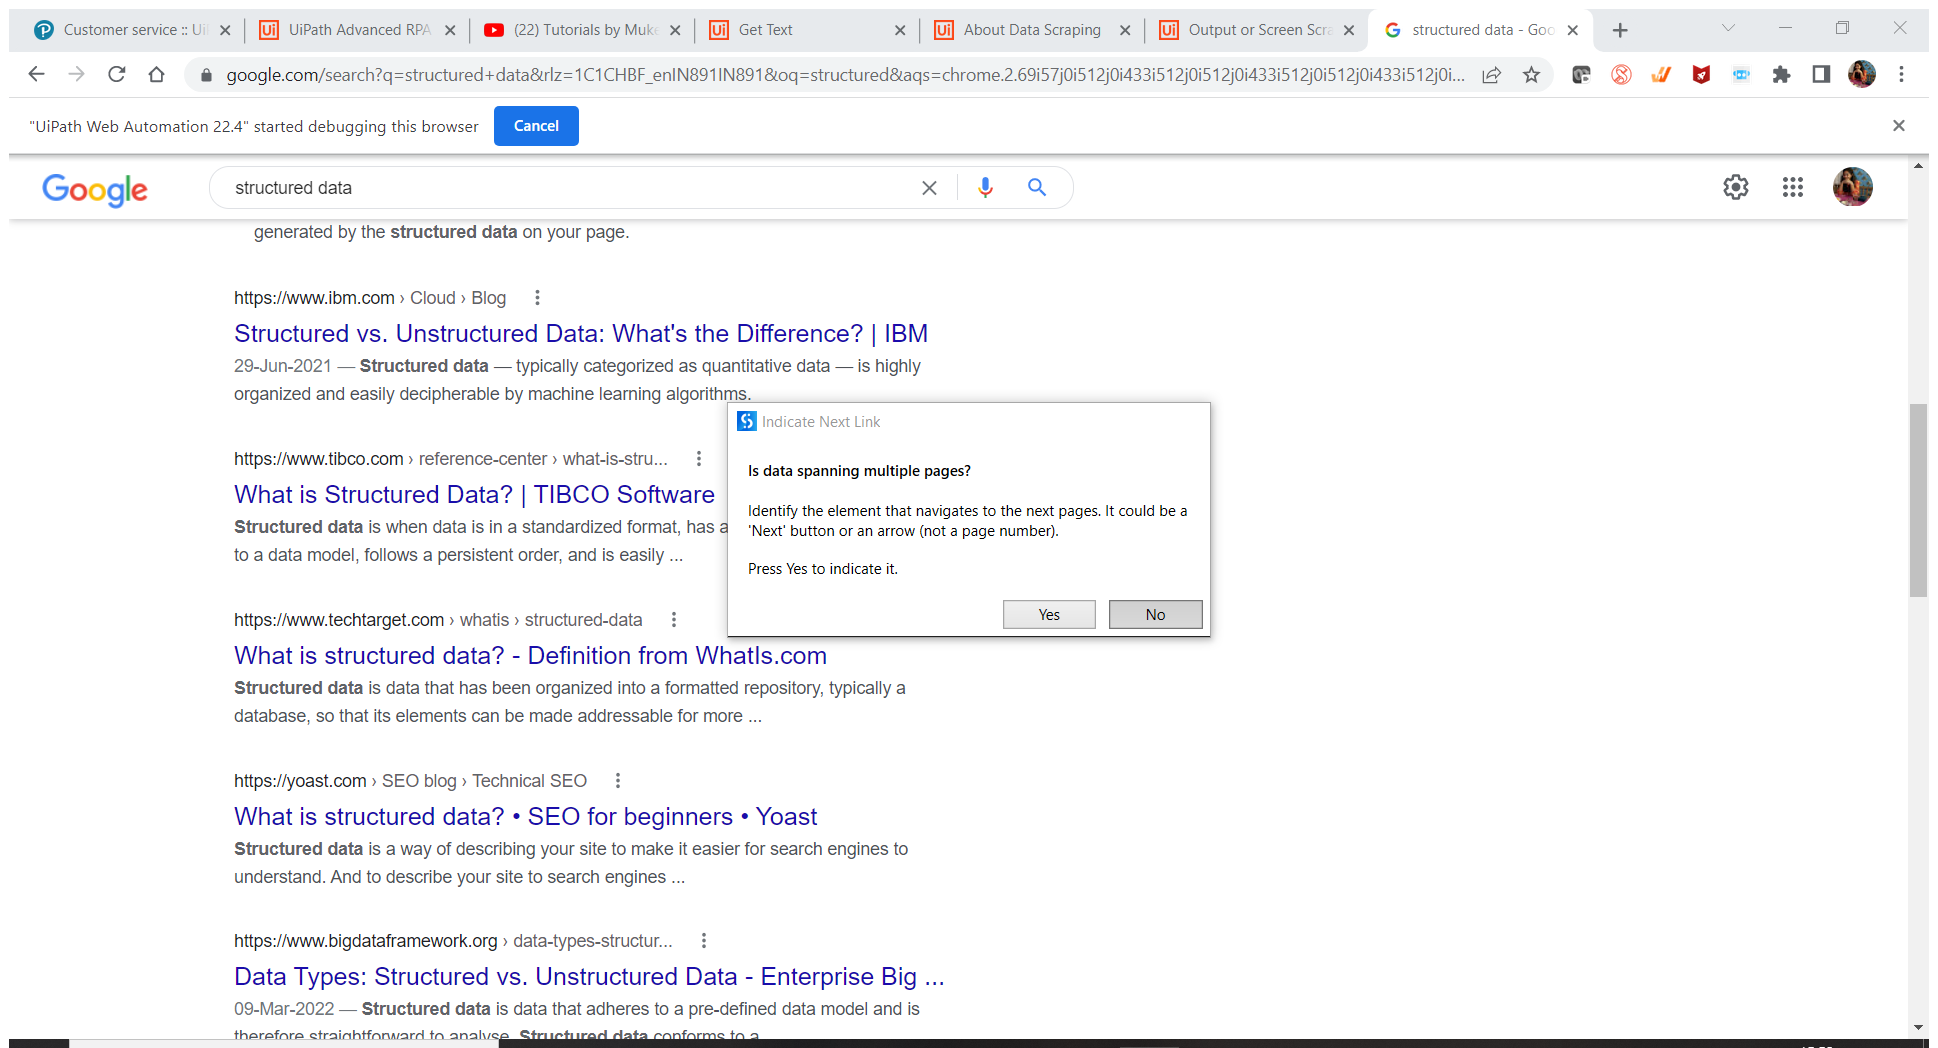 Customer service :: Ui
UiPath Advanced RPA
(22) Tutorials by Muke
Get Text
About Data Scraping
Output or Screen Scra
structured data - Goo
google.com/search?q=structured+data&rlz=1C1CHBF_enIN891IN891&oq=structured&aqs=chrome.2.69i57j0i512j0i433i512j0i512j0i433i512j0i512j0i433i512j0i...
"UiPath Web Automation 22.4" started debugging this browser
Cancel
Google
structured data
generated by the structured data on your page.
https://www.ibm.com › Cloud › Blog
Structured vs. Unstructured Data: What's the Difference? | IBM
29-Jun-2021 — Structured data — typically categorized as quantitative data — is highly
organized and easily decipherable by machine learning algorithms.
https://www.tibco.com › reference-center › what-is-stru...
What is Structured Data? | TIBCO Software
Structured data is when data is in a standardized format, has a
to a data model, follows a persistent order, and is easily ...
Indicate Next Link
Is data spanning multiple pages?
Identify the element that navigates to the next pages. It could be a
'Next' button or an arrow (not a page number).
Press Yes to indicate it.
Yes
No
https://www.techtarget.com › whatis › structured-data
What is structured data? - Definition from WhatIs.com
Structured data is data that has been organized into a formatted repository, typically a
database, so that its elements can be made addressable for more ...
https://yoast.com › SEO blog › Technical SEO
What is structured data? • SEO for beginners • Yoast
Structured data is a way of describing your site to make it easier for search engines to
understand. And to describe your site to search engines ...
https://www.bigdataframework.org › data-types-structur...
Data Types: Structured vs. Unstructured Data - Enterprise Big ...
09-Mar-2022 — Structured data is data that adheres to a pre-defined data model and is
therefore straightforward to analyse. Structured data conforms to a